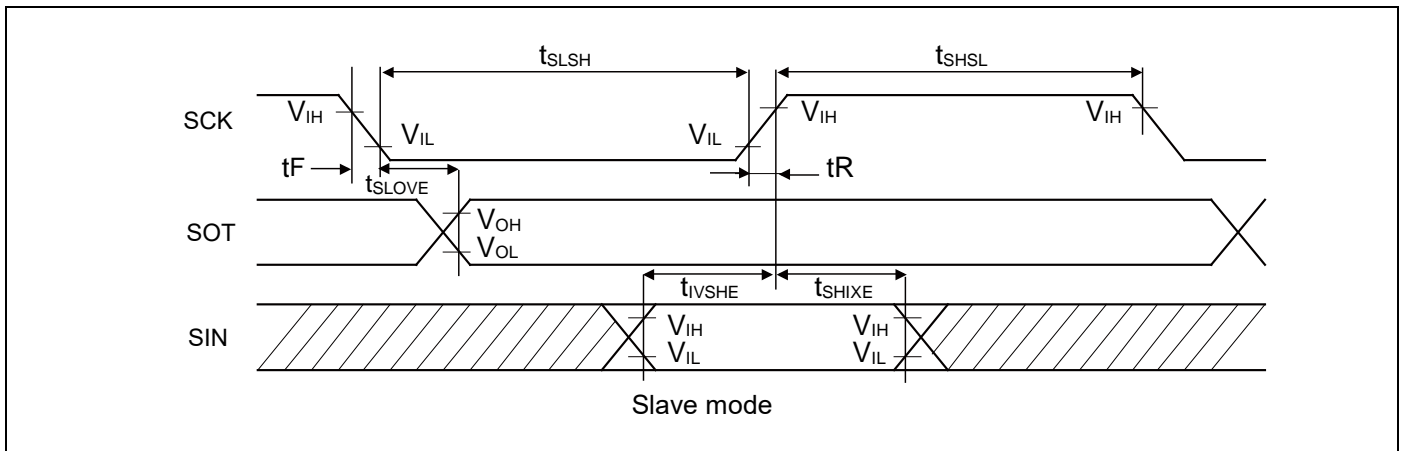 tSLSH tSHSL
SCK VIH VIL VIL VIH VIH
tF tSLOVE tR
SOT VOH
VOL
tIVSHE tSHIXE
SIN VIH VIH
VIL VIL
Slave mode